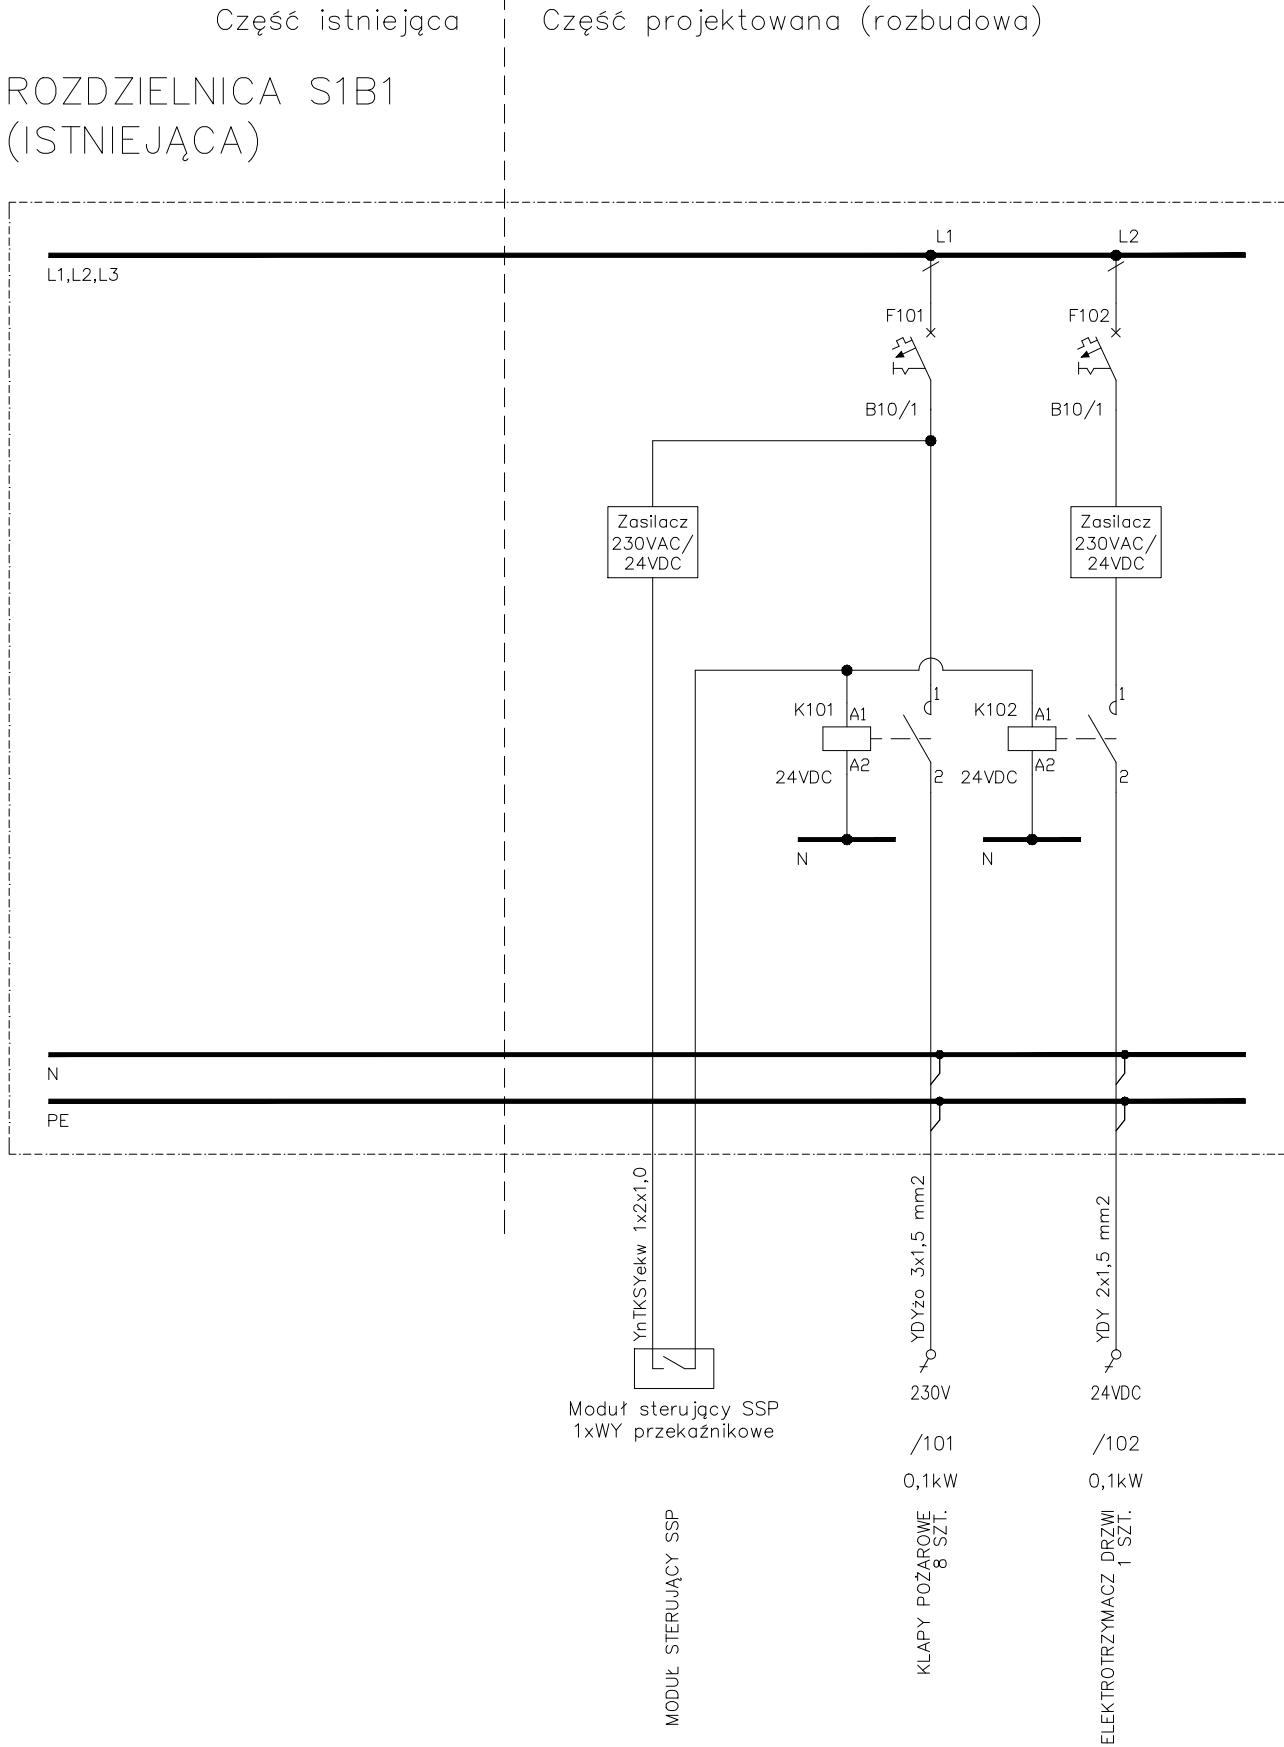 Część istniejąca
Część projektowana (rozbudowa)
ROZDZIELNICA S1B1
(ISTNIEJĄCA)
L1
L2
L1,L2,L3
F101
F102
B10/1
B10/1
Zasilacz
230VAC/
24VDC
Zasilacz
230VAC/
24VDC
1
1
K101
A1
K102
A1
24VDC
A2
2
24VDC
A2
2
N
N
N
PE
YnTKSYekw 1x2x1,0
YDYżo 3x1,5 mm2
YDY 2x1,5 mm2
Moduł sterujący SSP
1xWY przekaźnikowe
230V
24VDC
/101
/102
0,1kW
0,1kW
MODUŁ STERUJĄCY SSP
KLAPY POŻAROWE
8 SZT.
ELEKTROTRZYMACZ DRZWI
1 SZT.